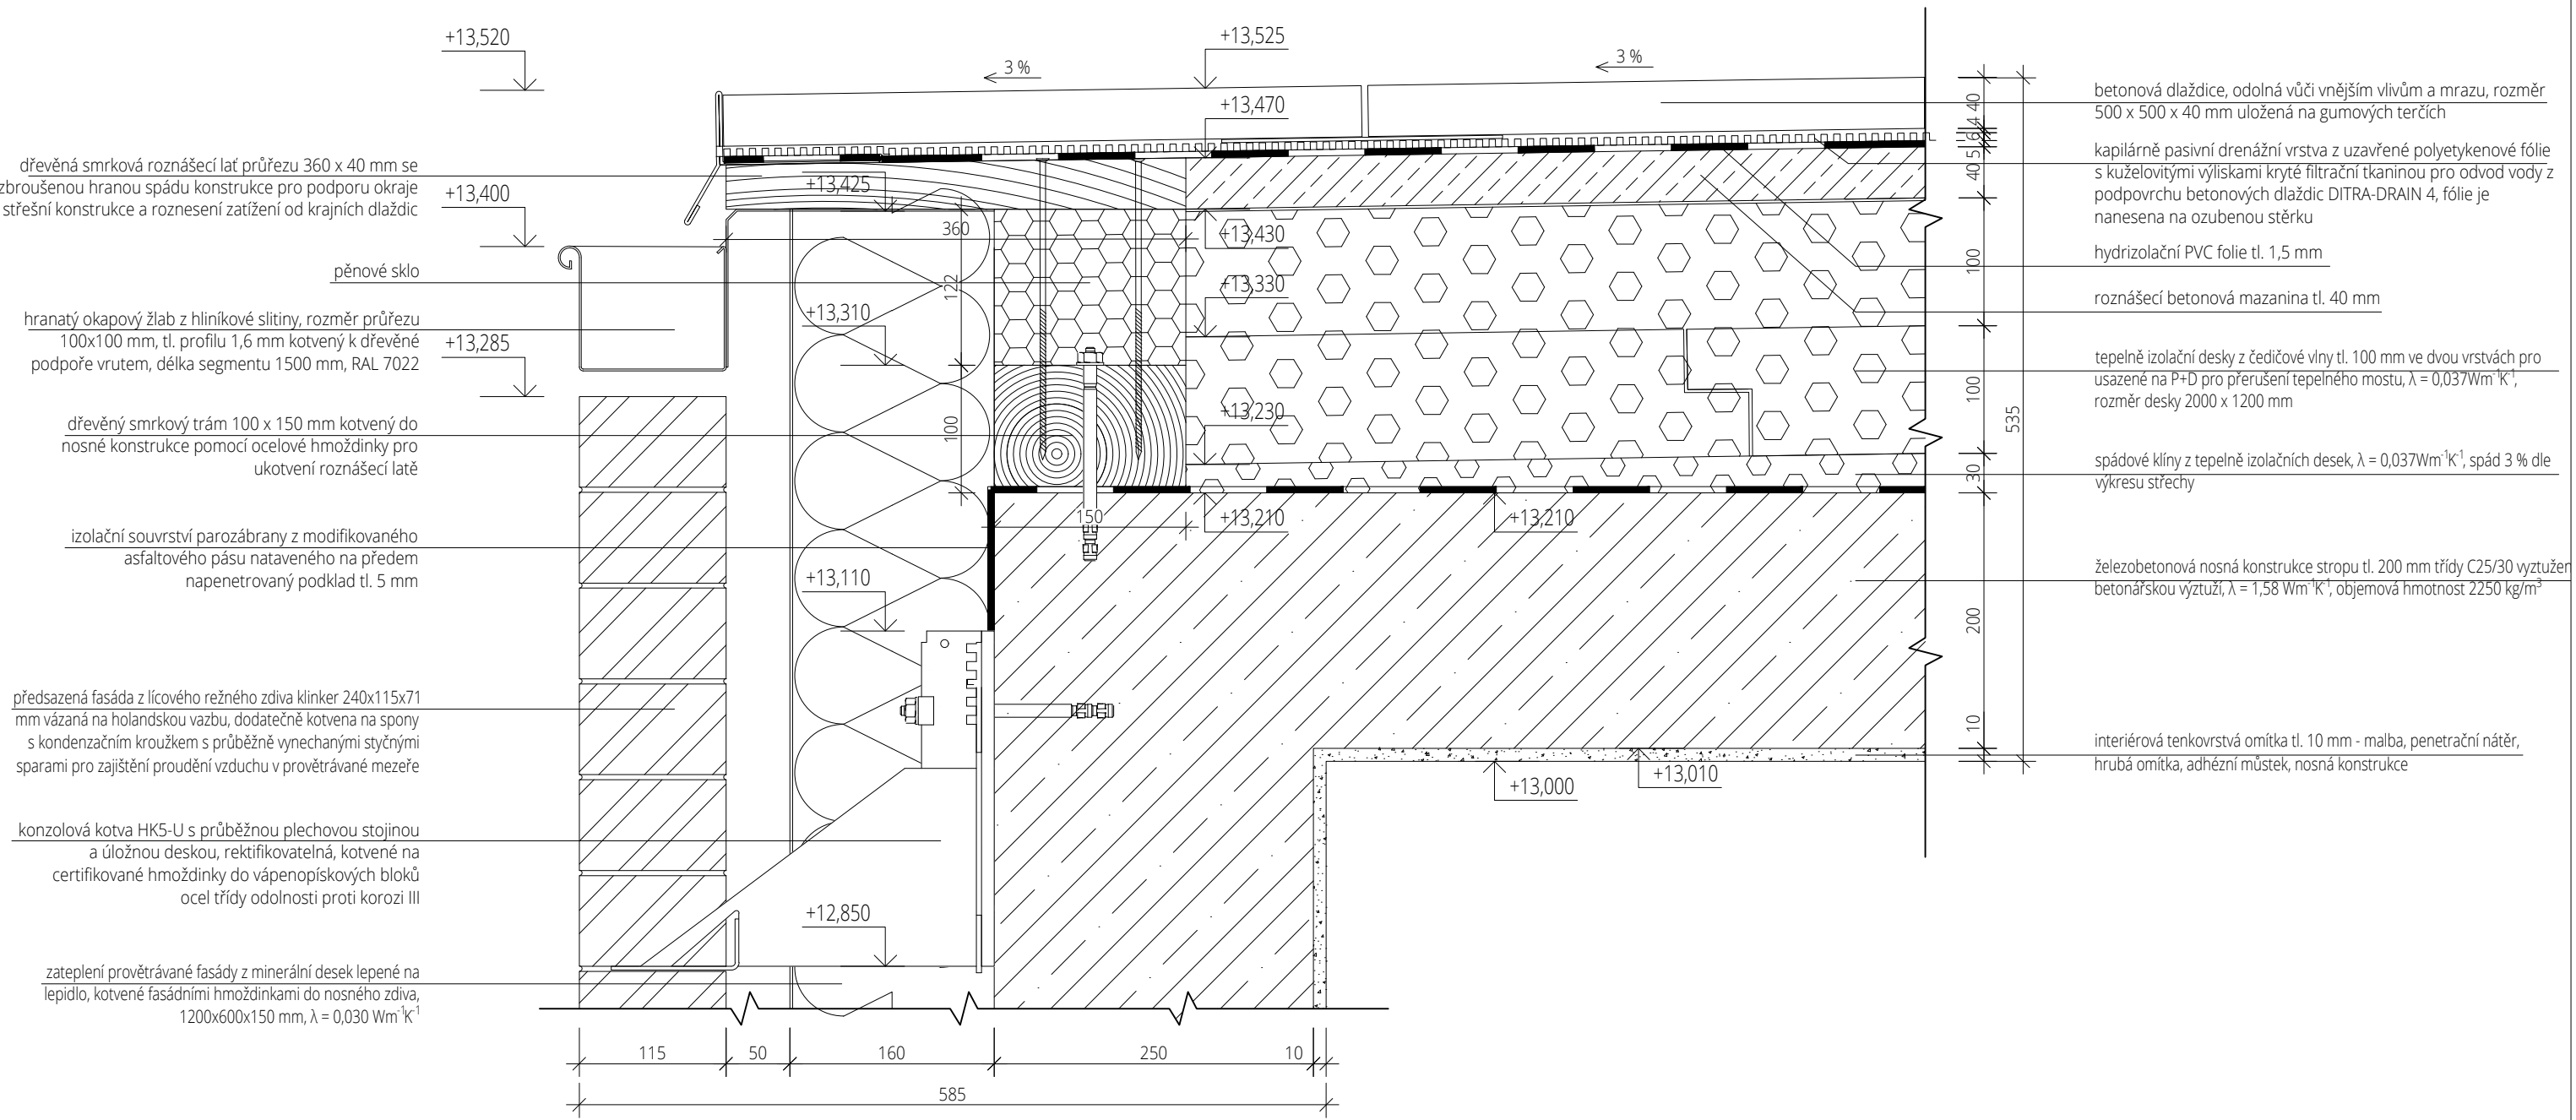 +13,520
+13,400
+13,285
dřevěná smrková roznášecí lať průřezu 360 x 40 mm se
zbroušenou hranou spádu konstrukce pro podporu okraje
střešní konstrukce a roznesení zatížení od krajních dlaždic
pěnové sklo
hranatý okapový žlab z hliníkové slitiny, rozměr průřezu
100x100 mm, tl. profilu 1,6 mm kotvený k dřevěné
podpoře vrutem, délka segmentu 1500 mm, RAL 7022
dřevěný smrkový trám 100 x 150 mm kotvený do
nosné konstrukce pomocí ocelové hmoždinky pro
ukotvení roznášecí latě
izolační souvrství parozábrany z modifikovaného
asfaltového pásu nataveného na předem
napenetrovaný podklad tl. 5 mm
předsazená fasáda z lícového režného zdiva klinker 240x115x71
mm vázaná na holandskou vazbu, dodatečně kotvena na spony
s kondenzačním kroužkem s průběžně vynechanými styčnými
sparami pro zajištění proudění vzduchu v provětrávané mezeře
konzolová kotva HK5-U s průběžnou plechovou stojinou
a úložnou deskou, rektifikovatelná, kotvené na
certifikované hmoždinky do vápenopískových bloků
ocel třídy odolnosti proti korozi III
zateplení provětrávané fasády z minerální desek lepené na
lepidlo, kotvené fasádními hmoždinkami do nosného zdiva,
1200x600x150 mm, λ = 0,030 Wm⁻¹K⁻¹
3 %
3 %
+13,525
+13,470
+13,425
360
+13,430
122
+13,330
+13,310
+13,230
100
150
+13,210
+13,210
+13,110
+13,010
+13,000
+12,850
115
50
160
250
10
585
40
4
6
5
40
100
100
30
200
10
535
betonová dlaždice, odolná vůči vnějším vlivům a mrazu, rozměr
500 x 500 x 40 mm uložená na gumových terčích
kapilárně pasivní drenážní vrstva z uzavřené polyetykenové fólie
s kuželovitými výliskami kryté filtrační tkaninou pro odvod vody z
podpovrchu betonových dlaždic DITRA-DRAIN 4, fólie je
nanesena na ozubenou stěrku
hydrizolační PVC folie tl. 1,5 mm
roznášecí betonová mazanina tl. 40 mm
tepelně izolační desky z čedičové vlny tl. 100 mm ve dvou vrstvách pro
usazené na P+D pro přerušení tepelného mostu, λ = 0,037Wm⁻¹K⁻¹,
rozměr desky 2000 x 1200 mm
spádové klíny z tepelně izolačních desek, λ = 0,037Wm⁻¹K⁻¹, spád 3 % dle
výkresu střechy
železobetonová nosná konstrukce stropu tl. 200 mm třídy C25/30 vyztužen
betonářskou výztuží, λ = 1,58 Wm⁻¹K⁻¹, objemová hmotnost 2250 kg/m³
interiérová tenkovrstvá omítka tl. 10 mm - malba, penetrační nátěr,
hrubá omítka, adhézní můstek, nosná konstrukce